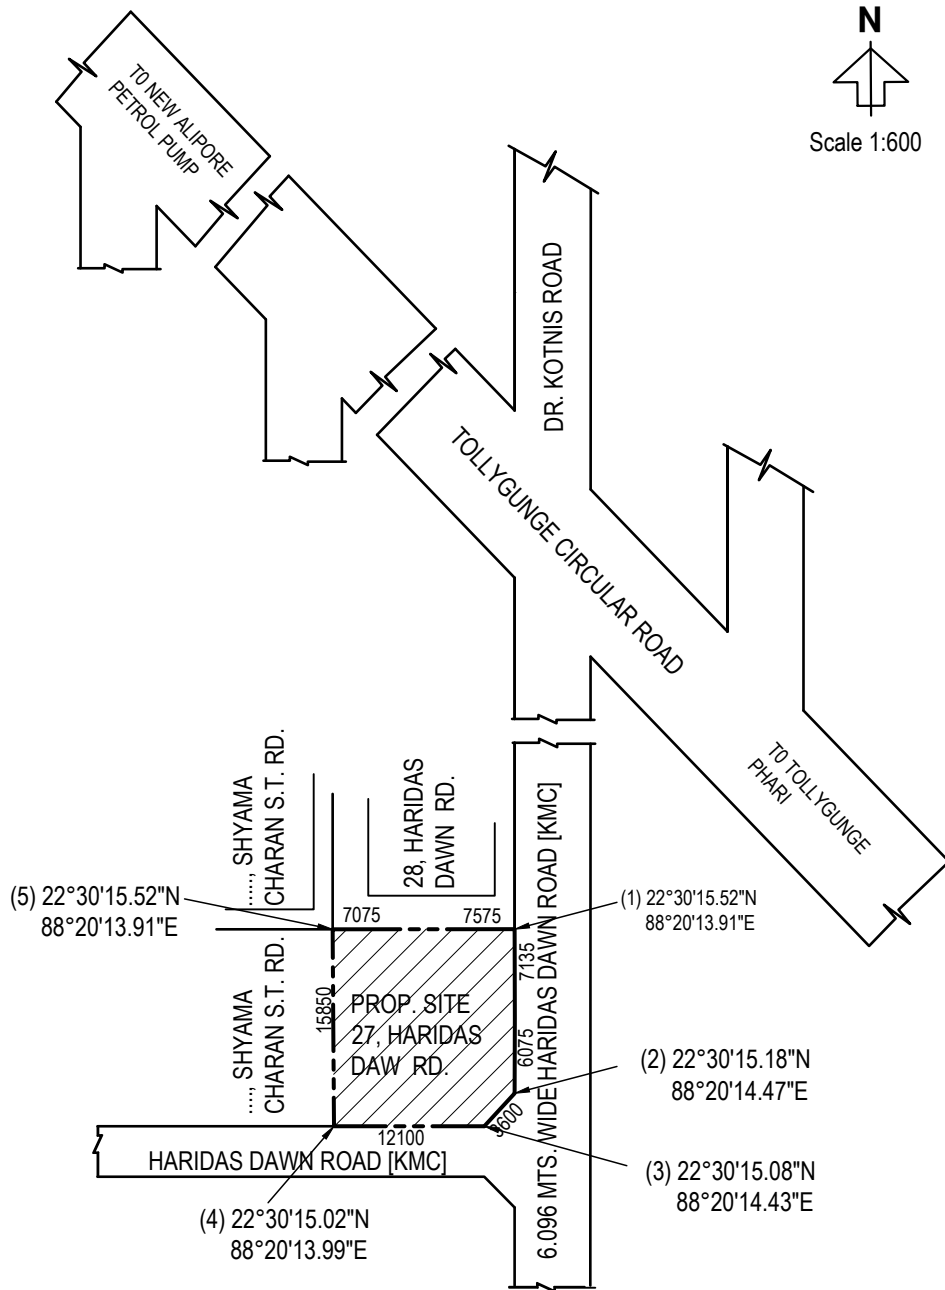 N
Scale 1:600
T0 NEW ALIPORE
PETROL PUMP
DR. KOTNIS ROAD
TOLLYGUNGE CIRCULAR ROAD
T0 TOLLYGUNGE
PHARI
....., SHYAMA
CHARAN S.T. RD.
28, HARIDAS
DAWN RD.
6.096 MTS. WIDE HARIDAS DAWN ROAD [KMC]
(5) 22°30'15.52"N
88°20'13.91"E
7075
7575
(1) 22°30'15.52"N
88°20'13.91"E
7135
....., SHYAMA
CHARAN S.T. RD.
15850
PROP. SITE
27, HARIDAS
DAW RD.
6075
(2) 22°30'15.18"N
88°20'14.47"E
3600
12100
HARIDAS DAWN ROAD [KMC]
(3) 22°30'15.08"N
88°20'14.43"E
(4) 22°30'15.02"N
88°20'13.99"E